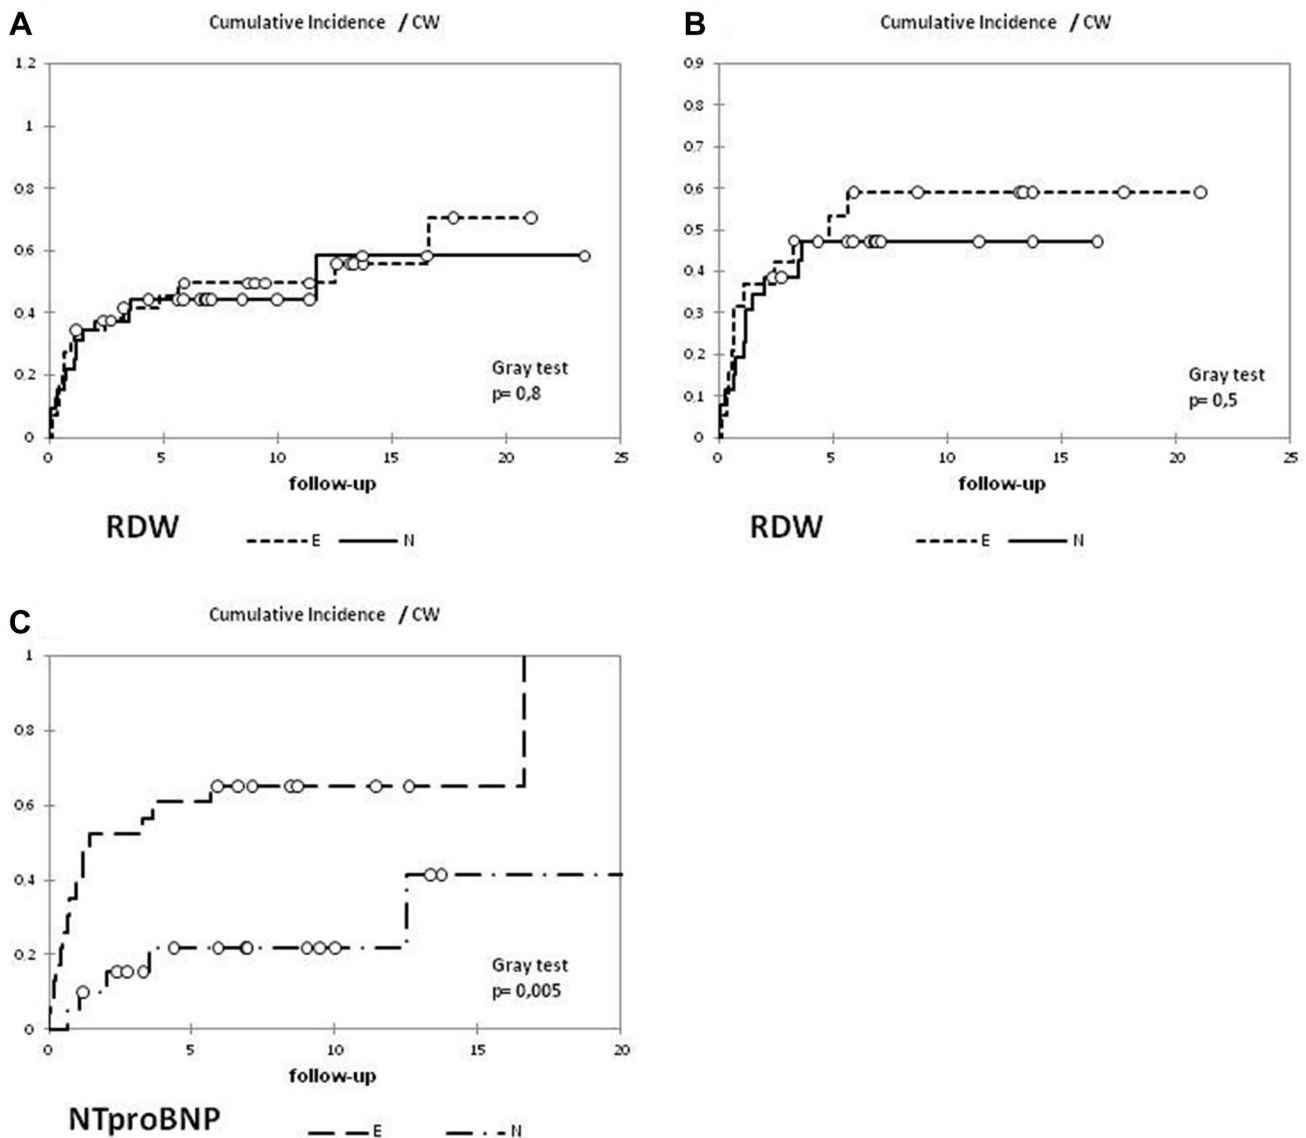 A
Cumulative Incidence / CW
1,2
1
0,8
0,6
0,4
0,2
0
0 5 10 15 20 25
follow-up
Gray test
p= 0,8
RDW
E N
B
Cumulative Incidence / CW
0,9
0,8
0,7
0,6
0,5
0,4
0,3
0,2
0,1
0
0 5 10 15 20 25
follow-up
Gray test
p= 0,5
RDW
E N
C
Cumulative Incidence / CW
1
0,8
0,6
0,4
0,2
0
0 5 10 15 20
follow-up
Gray test
p= 0,005
NTproBNP
E N